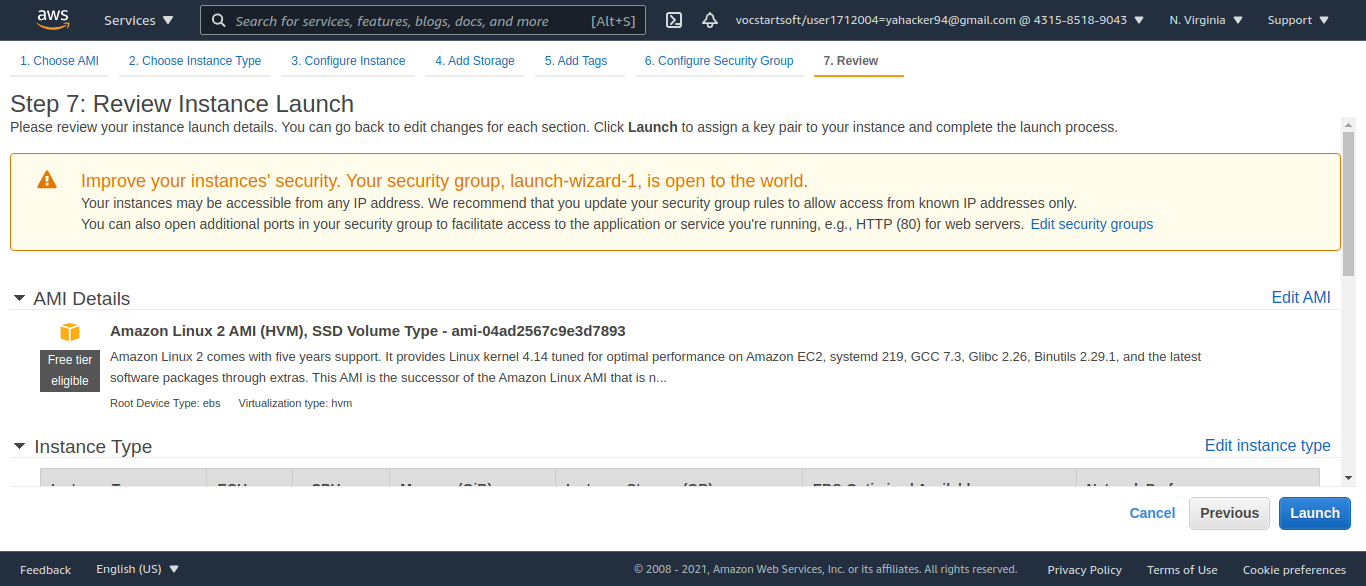 aws Services Search for services, features, blogs, docs, and more [Alt+S] vocstartsoft/user1712004=yahacker94@gmail.com @ 4315-8518-9043 N. Virginia Support
1. Choose AMI 2. Choose Instance Type 3. Configure Instance 4. Add Storage 5. Add Tags 6. Configure Security Group 7. Review
Step 7: Review Instance Launch
Please review your instance launch details. You can go back to edit changes for each section. Click Launch to assign a key pair to your instance and complete the launch process.
Improve your instances' security. Your security group, launch-wizard-1, is open to the world.
Your instances may be accessible from any IP address. We recommend that you update your security group rules to allow access from known IP addresses only.
You can also open additional ports in your security group to facilitate access to the application or service you're running, e.g., HTTP (80) for web servers. Edit security groups
AMI Details Edit AMI
Amazon Linux 2 AMI (HVM), SSD Volume Type - ami-04ad2567c9e3d7893
Free tier
eligible
Amazon Linux 2 comes with five years support. It provides Linux kernel 4.14 tuned for optimal performance on Amazon EC2, systemd 219, GCC 7.3, Glibc 2.26, Binutils 2.29.1, and the latest
software packages through extras. This AMI is the successor of the Amazon Linux AMI that is n...
Root Device Type: ebs Virtualization type: hvm
Instance Type Edit instance type
Cancel Previous Launch
Feedback English (US) © 2008 - 2021, Amazon Web Services, Inc. or its affiliates. All rights reserved. Privacy Policy Terms of Use Cookie preferences